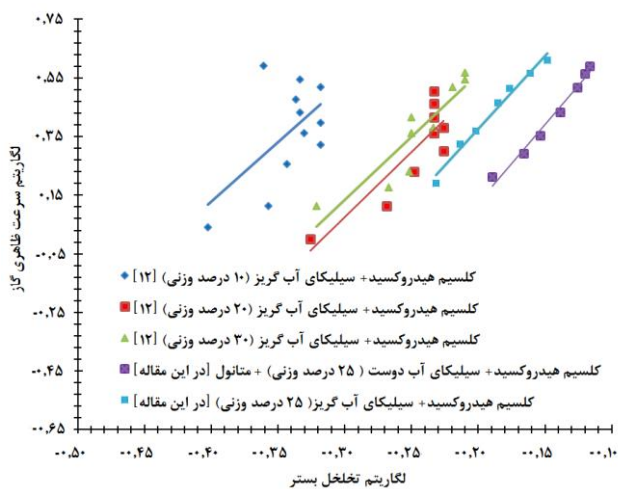 ۰٫۷۵
۰٫۵۵
۰٫۳۵
۰٫۱۵
-۰٫۰۵
-۰٫۲۵
-۰٫۴۵
-۰٫۶۵
لگاریتم سرعت ظاهری گاز
کلسیم هیدروکسید+ سیلیکای آب گریز (۱۰ درصد وزنی) [۱۲]
کلسیم هیدروکسید+ سیلیکای آب گریز (۲۰ درصد وزنی) [۱۲]
کلسیم هیدروکسید+ سیلیکای آب گریز (۳۰ درصد وزنی) [۱۲]
کلسیم هیدروکسید+ سیلیکای آب دوست ( ۲۵ درصد وزنی) + متانول [در این مقاله]
کلسیم هیدروکسید+ سیلیکای آب گریز( ۲۵ درصد وزنی) [در این مقاله]
-۰٫۵۰ -۰٫۴۵ -۰٫۴۰ -۰٫۳۵ -۰٫۳۰ -۰٫۲۵ -۰٫۲۰ -۰٫۱۵ -۰٫۱۰
لگاریتم تخلخل بستر